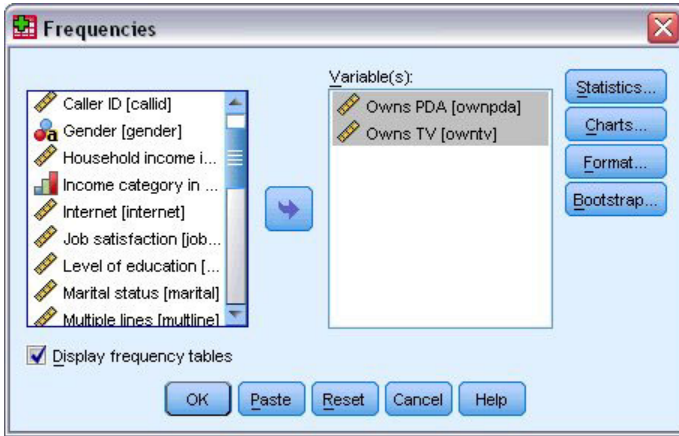 Frequencies
Caller ID [callid]
Gender [gender]
Household income i...
Income category in ...
Internet [internet]
Job satisfaction [job...
Level of education [...
Marital status [marital]
Multiple lines [multline]
Variable(s):
Owns PDA [ownpda]
Owns TV [owntv]
Statistics...
Charts...
Format...
Bootstrap...
Display frequency tables
OK
Paste
Reset
Cancel
Help